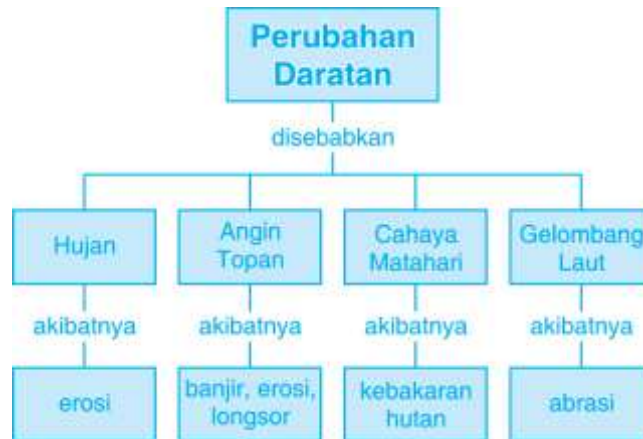 Perubahan
Daratan
disebabkan
Hujan
Angin
Topan
Cahaya
Matahari
Gelombang
Laut
akibatnya
akibatnya
akibatnya
akibatnya
erosi
banjir, erosi,
longsor
kebakaran
hutan
abrasi